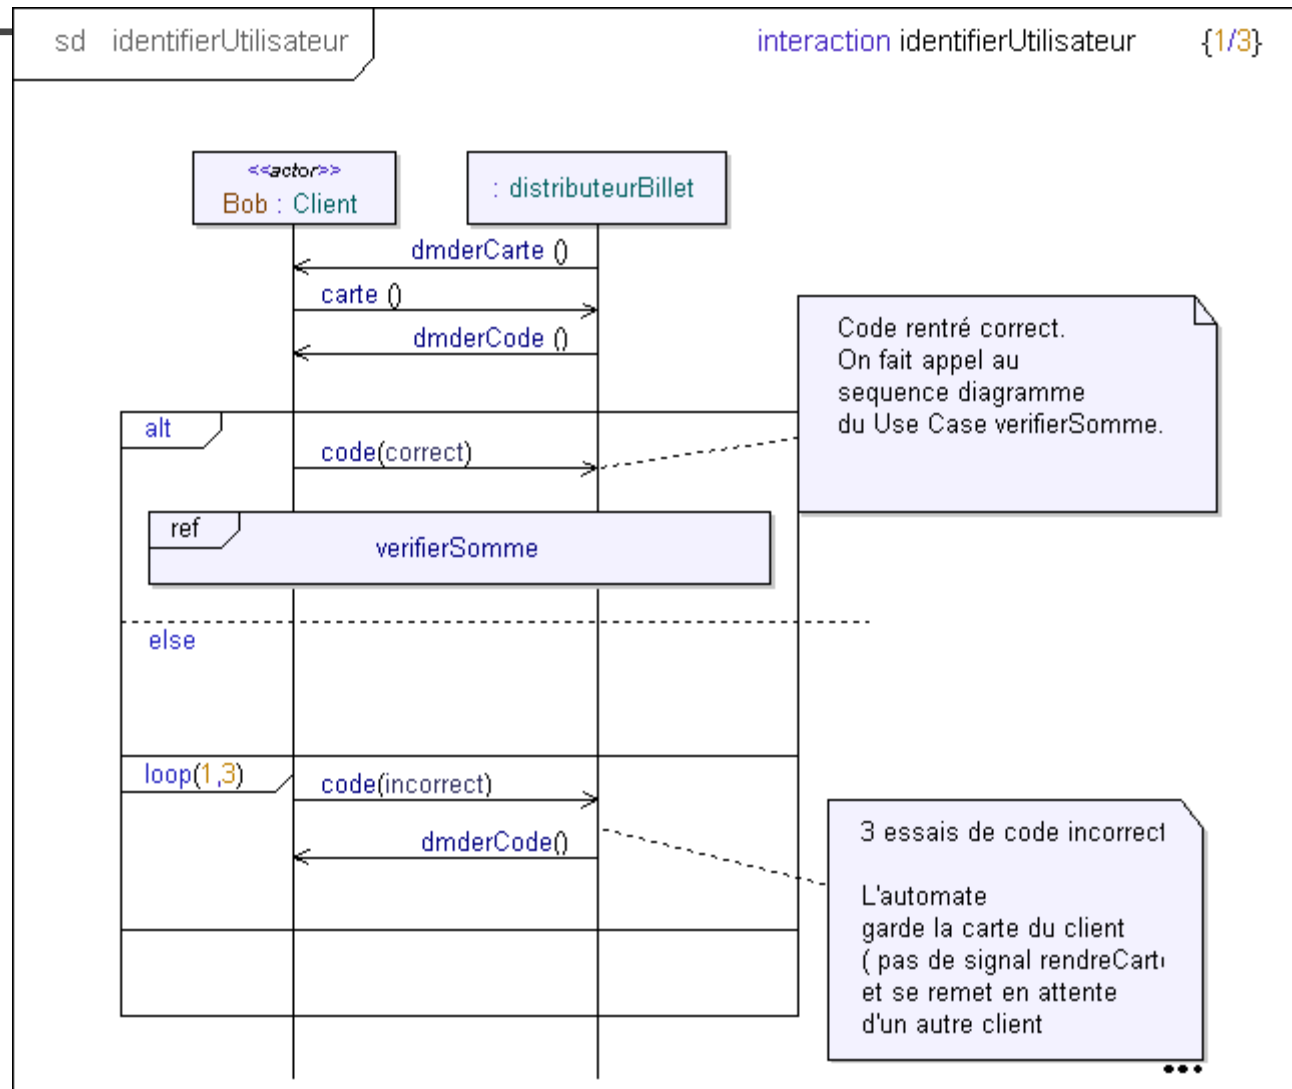 sd identifierUtilisateur
interaction identifierUtilisateur {1/3}
<<actor>>
Bob : Client
: distributeurBillet
dmderCarte ()
carte ()
dmderCode ()
Code rentré correct.
On fait appel au
sequence diagramme
du Use Case verifierSomme.
alt
code(correct)
ref
verifierSomme
else
loop(1,3)
code(incorrect)
dmderCode()
3 essais de code incorrect
L'automate
garde la carte du client
( pas de signal
et se remet en attente
d'un autre client